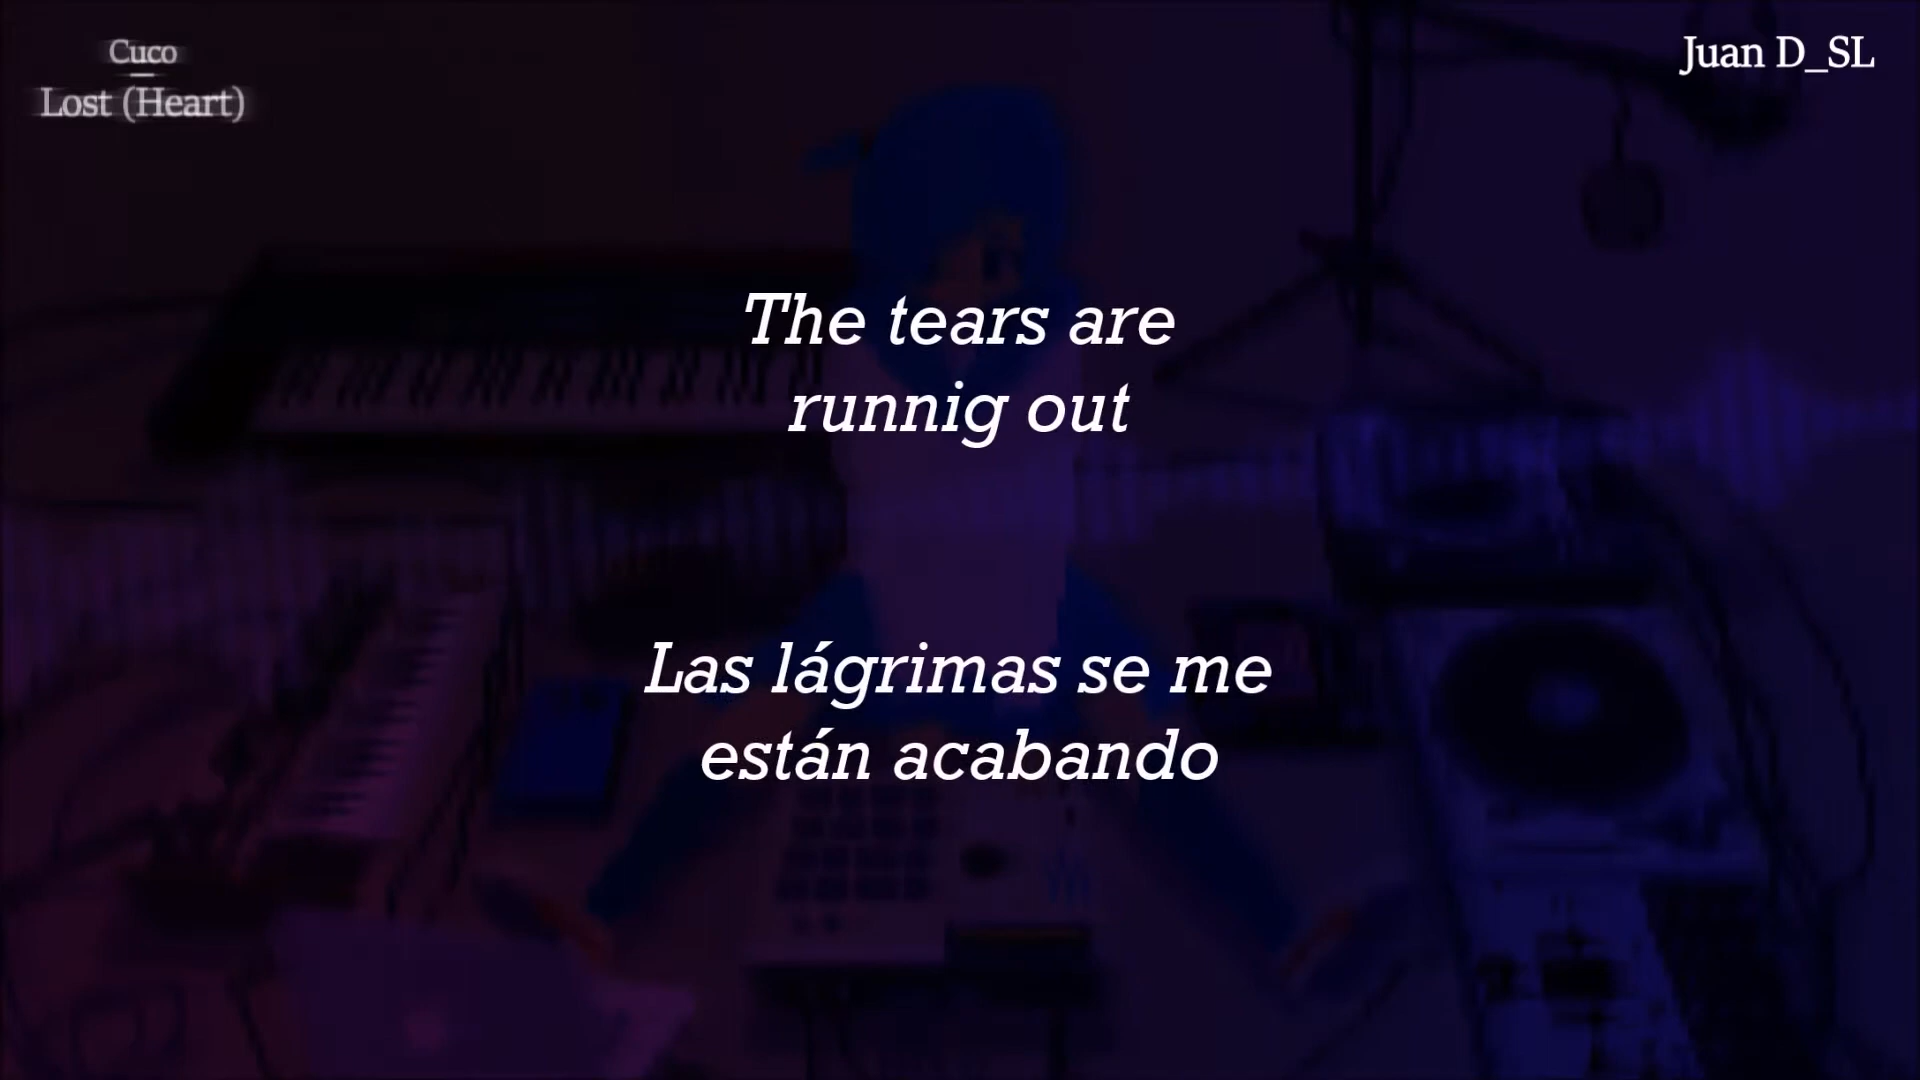 Cuco
Lost (Heart)
Juan D_SL
The tears are
runnig out
Las lágrimas se me
están acabando